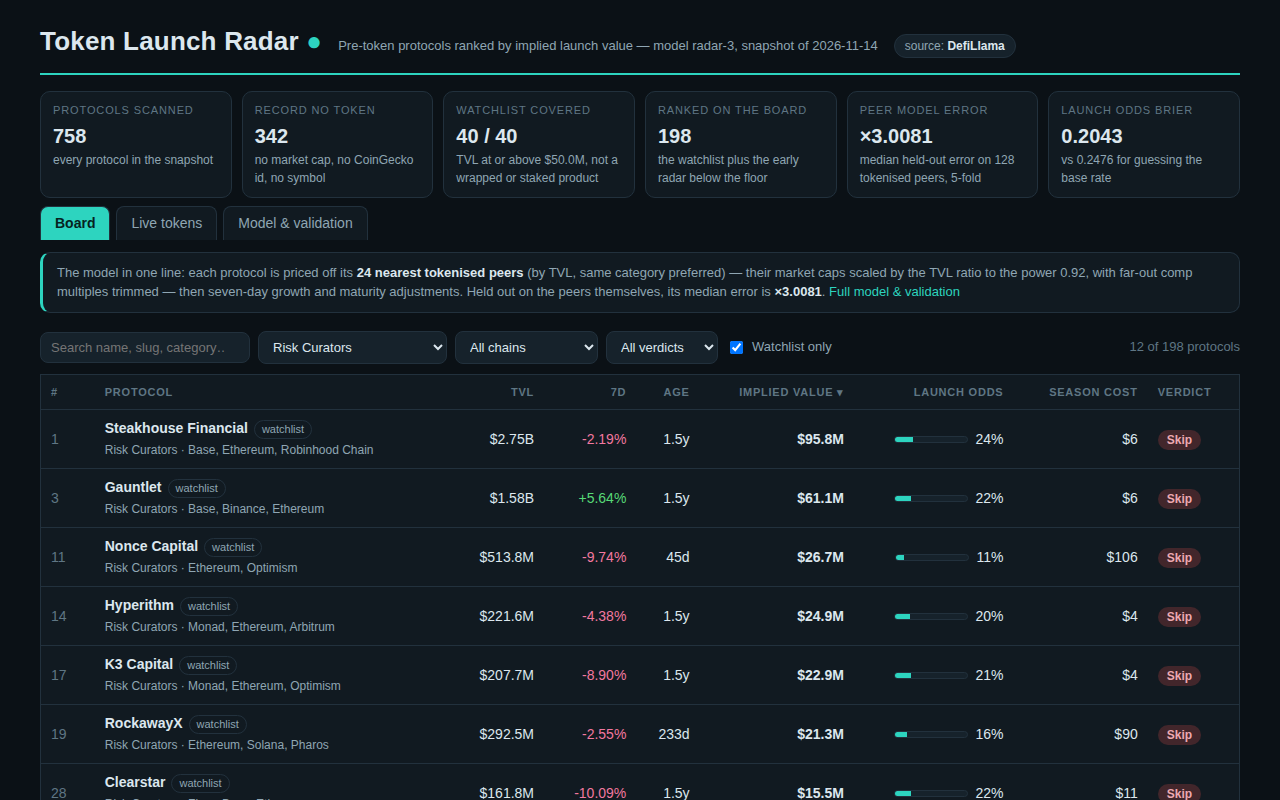 Token Launch Radar
Pre-token protocols ranked by implied launch value — model radar-3, snapshot of 2026-11-14
source: DefiLlama
PROTOCOLS SCANNED
758
every protocol in the snapshot
RECORD NO TOKEN
342
no market cap, no CoinGecko
id, no symbol
WATCHLIST COVERED
40 / 40
TVL at or above $50.0M, not a
wrapped or staked product
RANKED ON THE BOARD
198
the watchlist plus the early
radar below the floor
PEER MODEL ERROR
×3.0081
median held-out error on 128
tokenised peers, 5-fold
LAUNCH ODDS BRIER
0.2043
vs 0.2476 for guessing the
base rate
Board Live tokens Model & validation
The model in one line: each protocol is priced off its 24 nearest tokenised peers (by TVL, same category preferred) — their market caps scaled by the TVL ratio to the power 0.92, with far-out comp
multiples trimmed — then seven-day growth and maturity adjustments. Held out on the peers themselves, its median error is ×3.0081. Full model & validation
Search name, slug, category.. Risk Curators All chains All verdicts Watchlist only 12 of 198 protocols
# PROTOCOL TVL 7D AGE IMPLIED VALUE ▾ LAUNCH ODDS SEASON COST VERDICT
1 Steakhouse Financial watchlist $2.75B -2.19% 1.5y $95.8M 24% $6 Skip
Risk Curators · Base, Ethereum, Robinhood Chain
3 Gauntlet watchlist $1.58B +5.64% 1.5y $61.1M 22% $6 Skip
Risk Curators · Base, Binance, Ethereum
11 Nonce Capital watchlist $513.8M -9.74% 45d $26.7M 11% $106 Skip
Risk Curators · Ethereum, Optimism
14 Hyperithm watchlist $221.6M -4.38% 1.5y $24.9M 20% $4 Skip
Risk Curators · Monad, Ethereum, Arbitrum
17 K3 Capital watchlist $207.7M -8.90% 1.5y $22.9M 21% $4 Skip
Risk Curators · Monad, Ethereum, Optimism
19 RockawayX watchlist $292.5M -2.55% 233d $21.3M 16% $90 Skip
Risk Curators · Ethereum, Solana, Pharos
28 Clearstar watchlist $161.8M -10.09% 1.5y $15.5M 22% $11 Skip